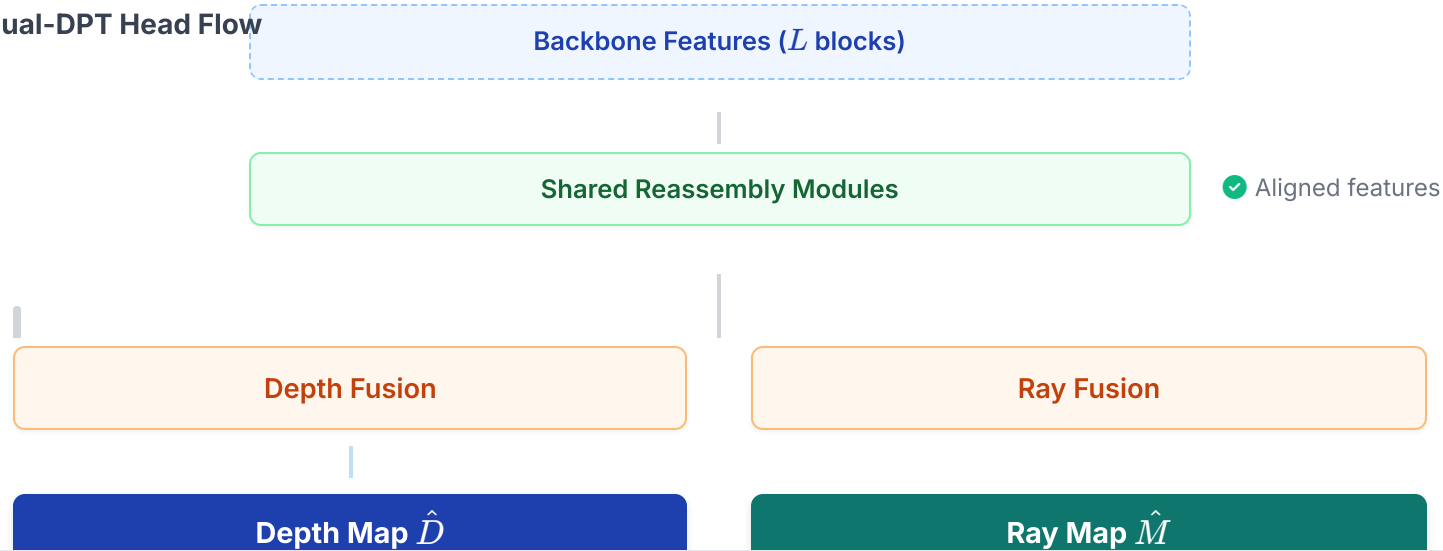 ual-DPT Head Flow
Backbone Features (L blocks)
Shared Reassembly Modules
Aligned features
Depth Fusion
Ray Fusion
Depth Map D̂
Ray Map M̂